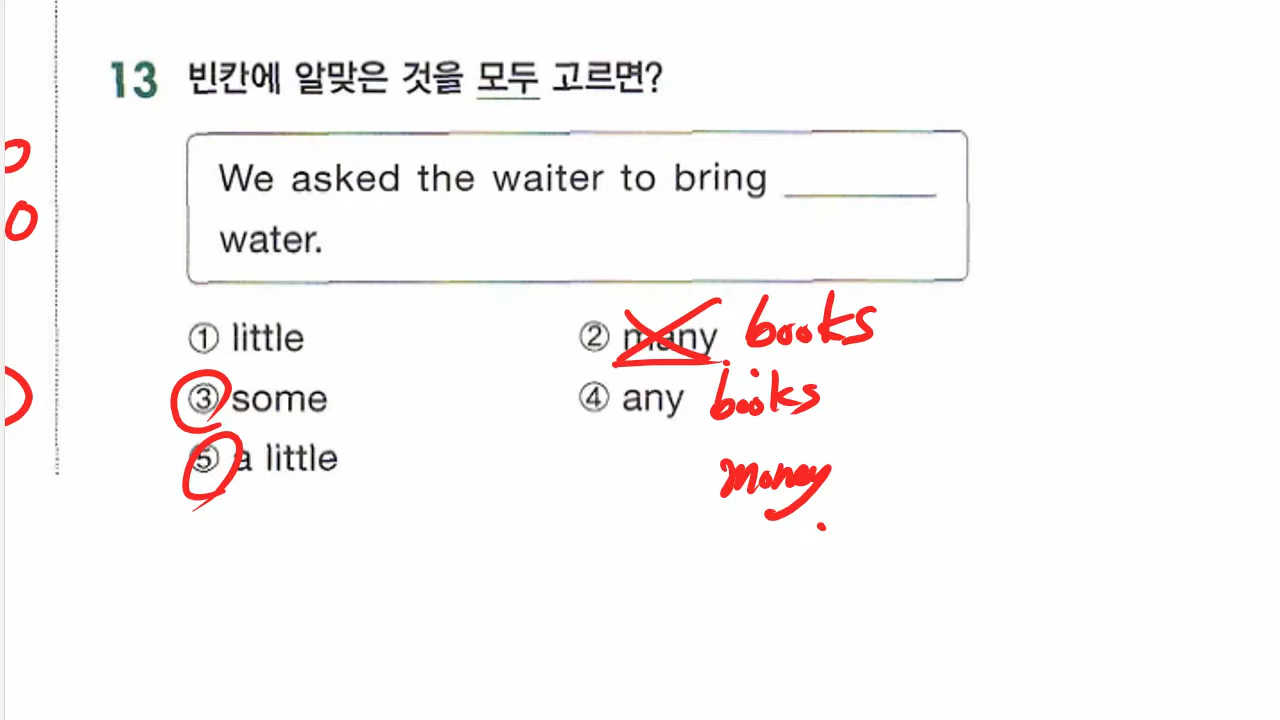 13 빈칸에 알맞은 것을 모두 고르면?
We asked the waiter to bring ________
water.
① little ② many books
③ some ④ any books
⑤ a little
money